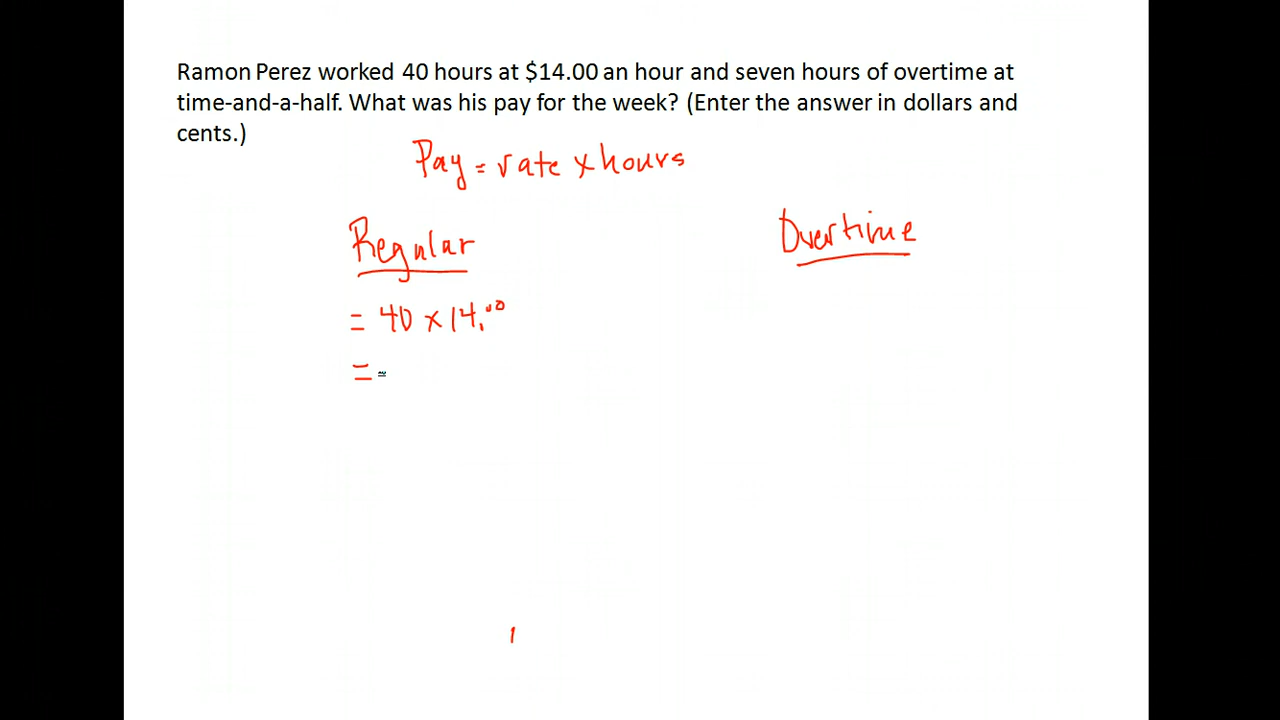 Ramon Perez worked 40 hours at $14.00 an hour and seven hours of overtime at
time-and-a-half. What was his pay for the week? (Enter the answer in dollars and
cents.)
Pay = rate x hours
Regular
Overtime
= 40 x 14.00
=